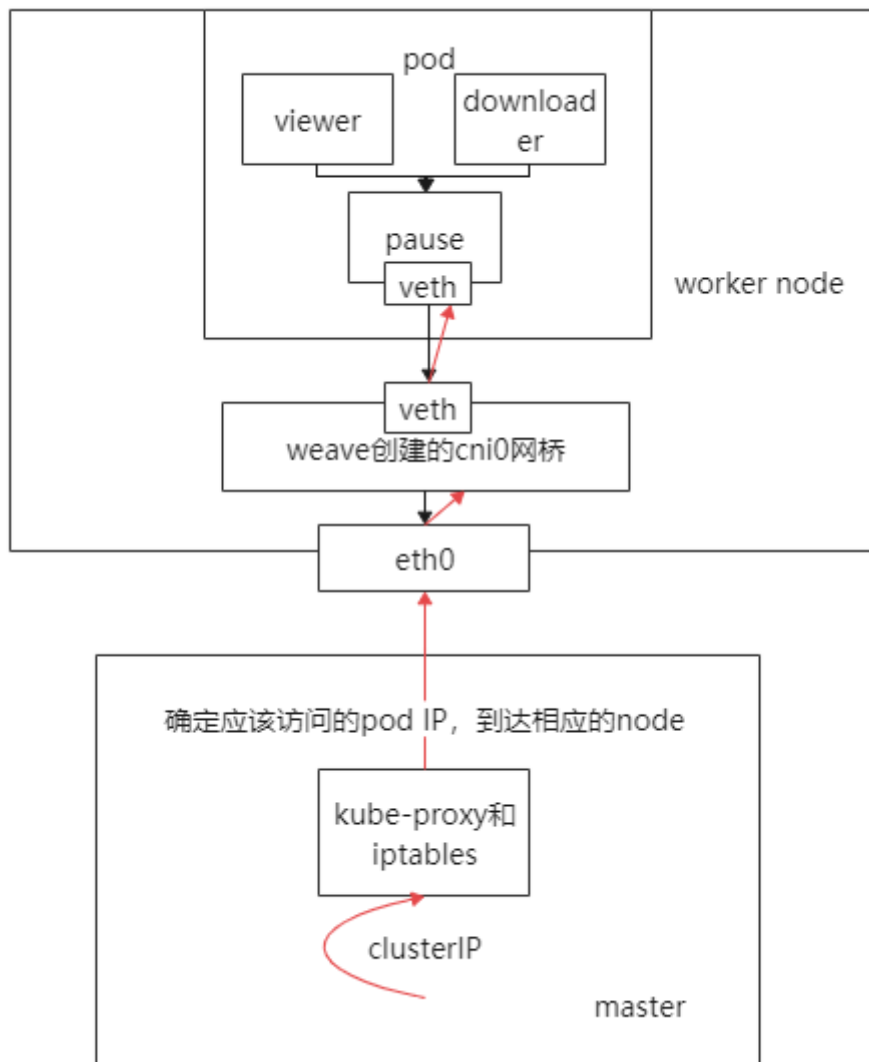 pod
viewer
download
er
pause
veth
worker node
veth
weave创建的cni0网桥
eth0
确定应该访问的pod IP，到达相应的node
kube-proxy和
iptables
clusterIP
master